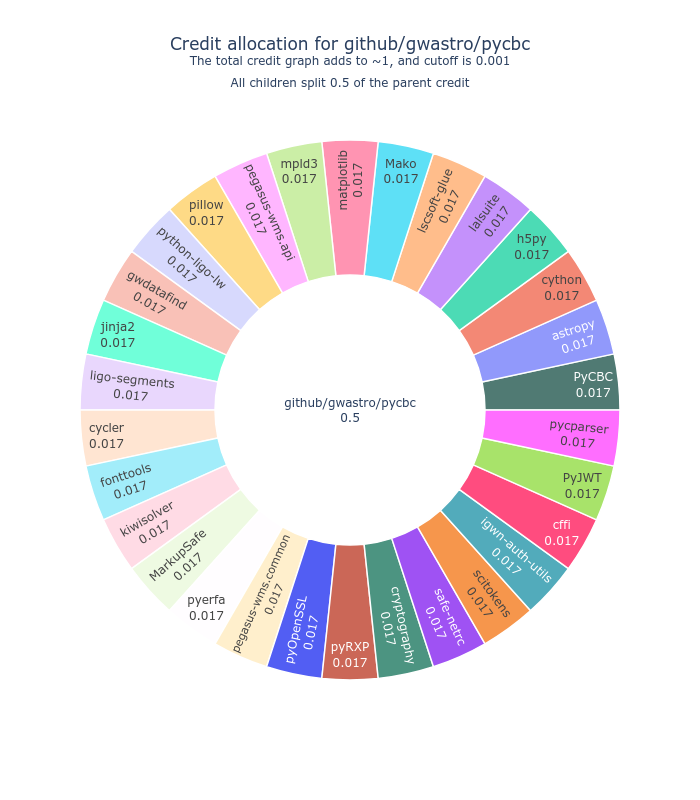 Credit allocation for github/gwastro/pycbc
The total credit graph adds to ~1, and cutoff is 0.001
All children split 0.5 of the parent credit
github/gwastro/pycbc
0.5
PyCBC
0.017
astropy
0.017
cython
0.017
h5py
0.017
lalsuite
0.017
lscsoft-glue
0.017
Mako
0.017
matplotlib
0.017
mpld3
0.017
pegasus-wms.api
0.017
pillow
0.017
python-ligo-lw
0.017
gwdatafind
0.017
jinja2
0.017
ligo-segments
0.017
cycler
0.017
fonttools
0.017
kiwisolver
0.017
MarkupSafe
0.017
pyerfa
0.017
pegasus-wms.common
0.017
pyOpenSSL
0.017
pyRXP
0.017
cryptography
0.017
safe-netrc
0.017
scitokens
0.017
igwn-auth-utils
0.017
cffi
0.017
PyJWT
0.017
pycparser
0.017